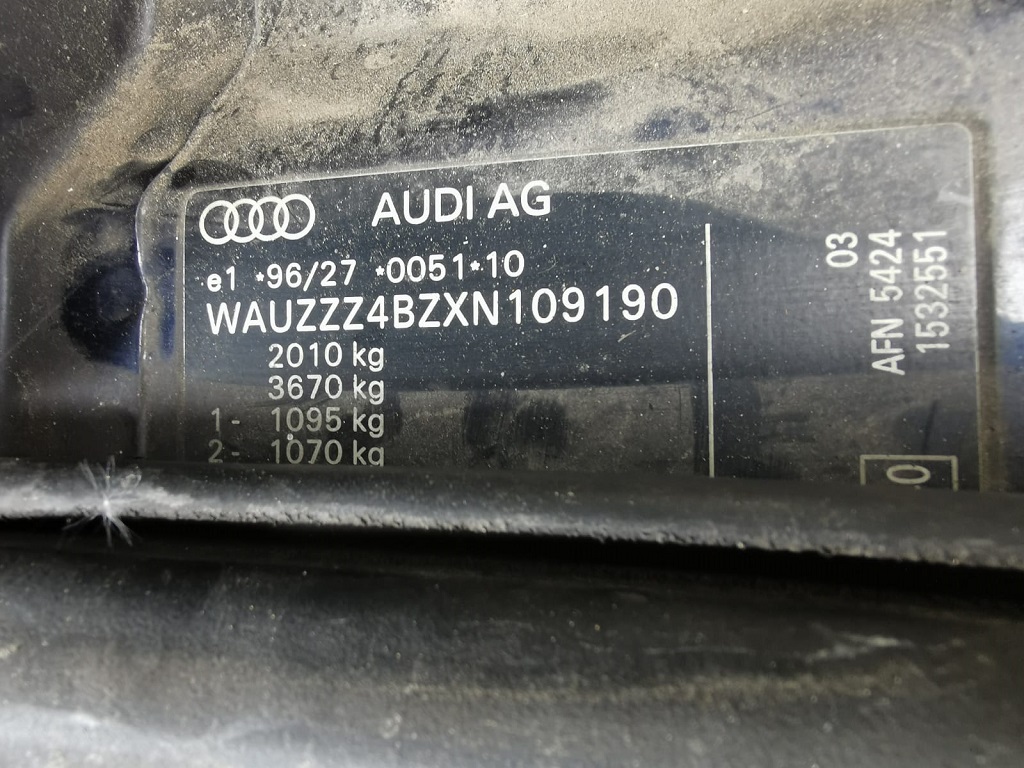 AUDI AG
e1 *96/27 *0051*10
WAUZZZ4BZXN109190
2010 kg
3670 kg
1- 1095 kg
2- 1070 kg
03
AFN 5424
1532551
0